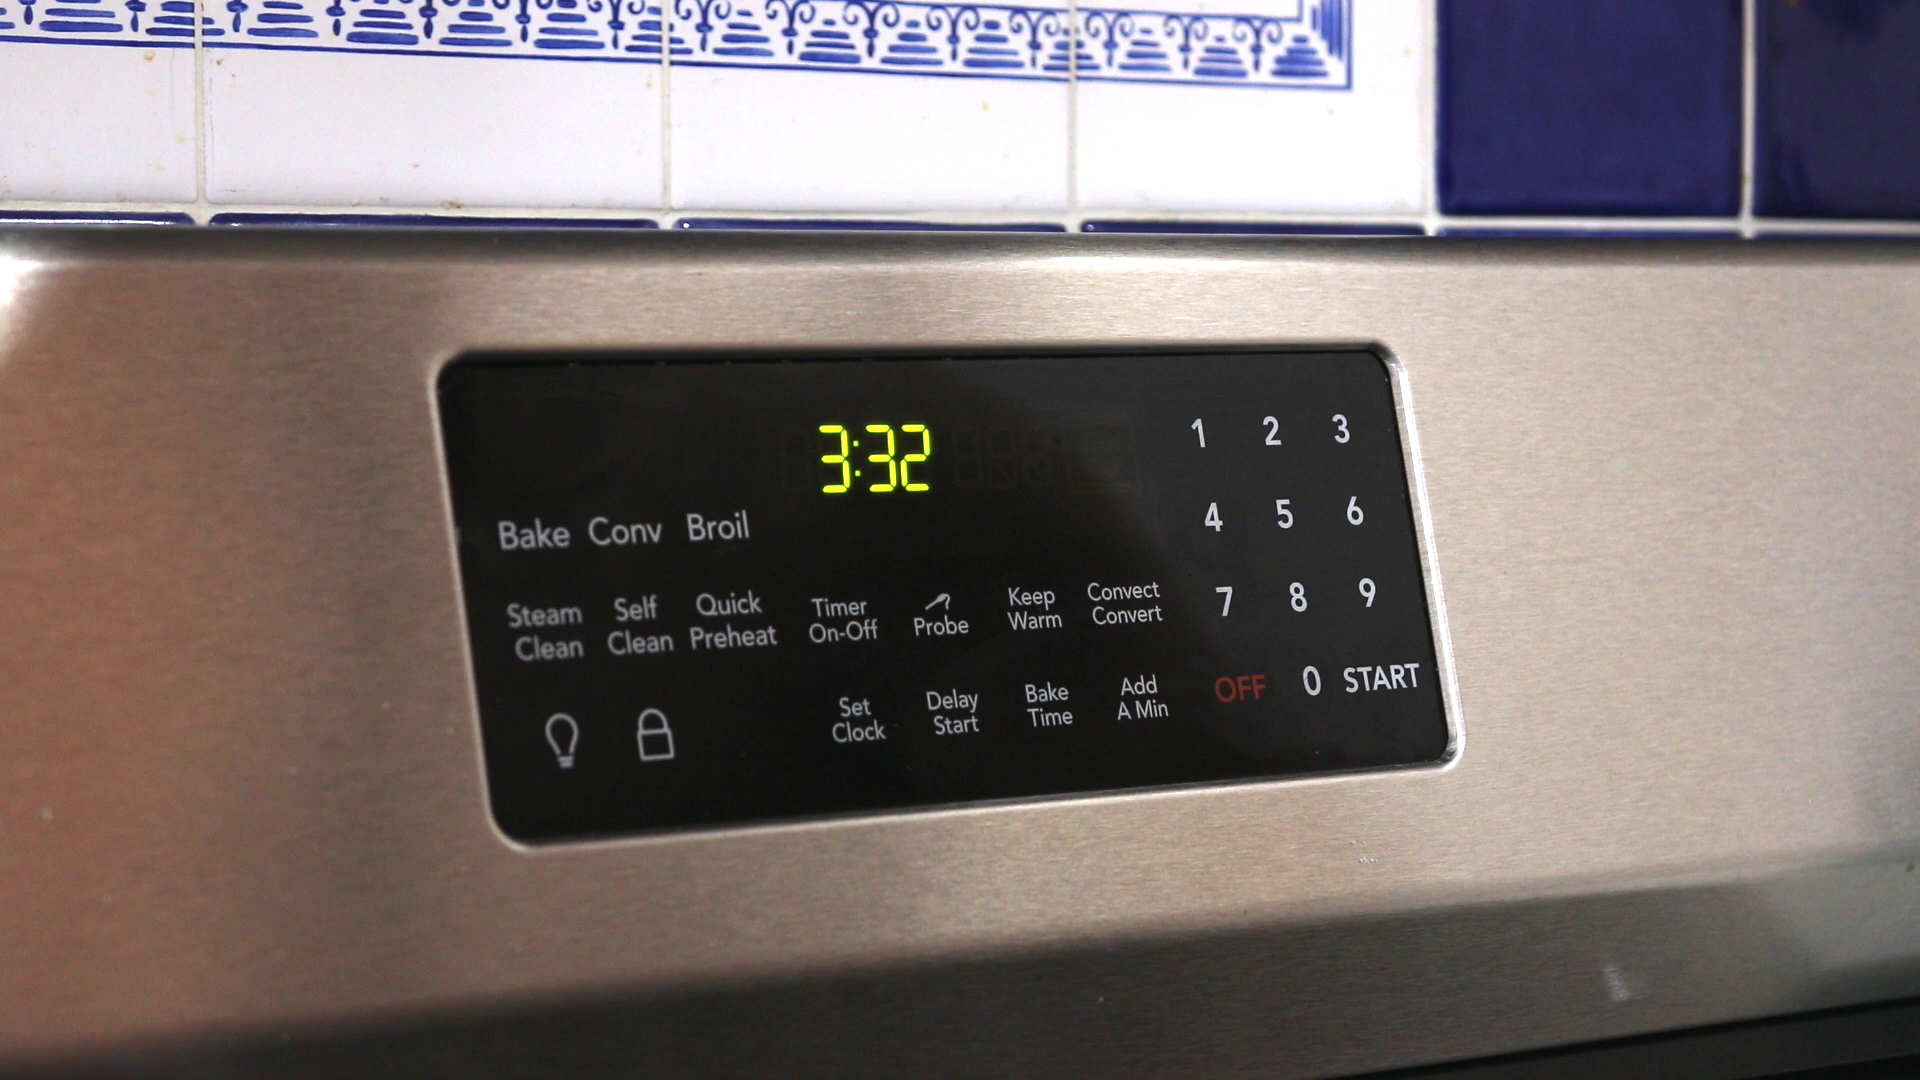 3:32
1 2 3
Bake Conv Broil
4 5 6
Steam Clean
Self Clean
Quick Preheat
Timer On-Off
Probe
Keep Warm
Convect Convert
7 8 9
Set Clock
Delay Start
Bake Time
Add A Min
OFF 0 START